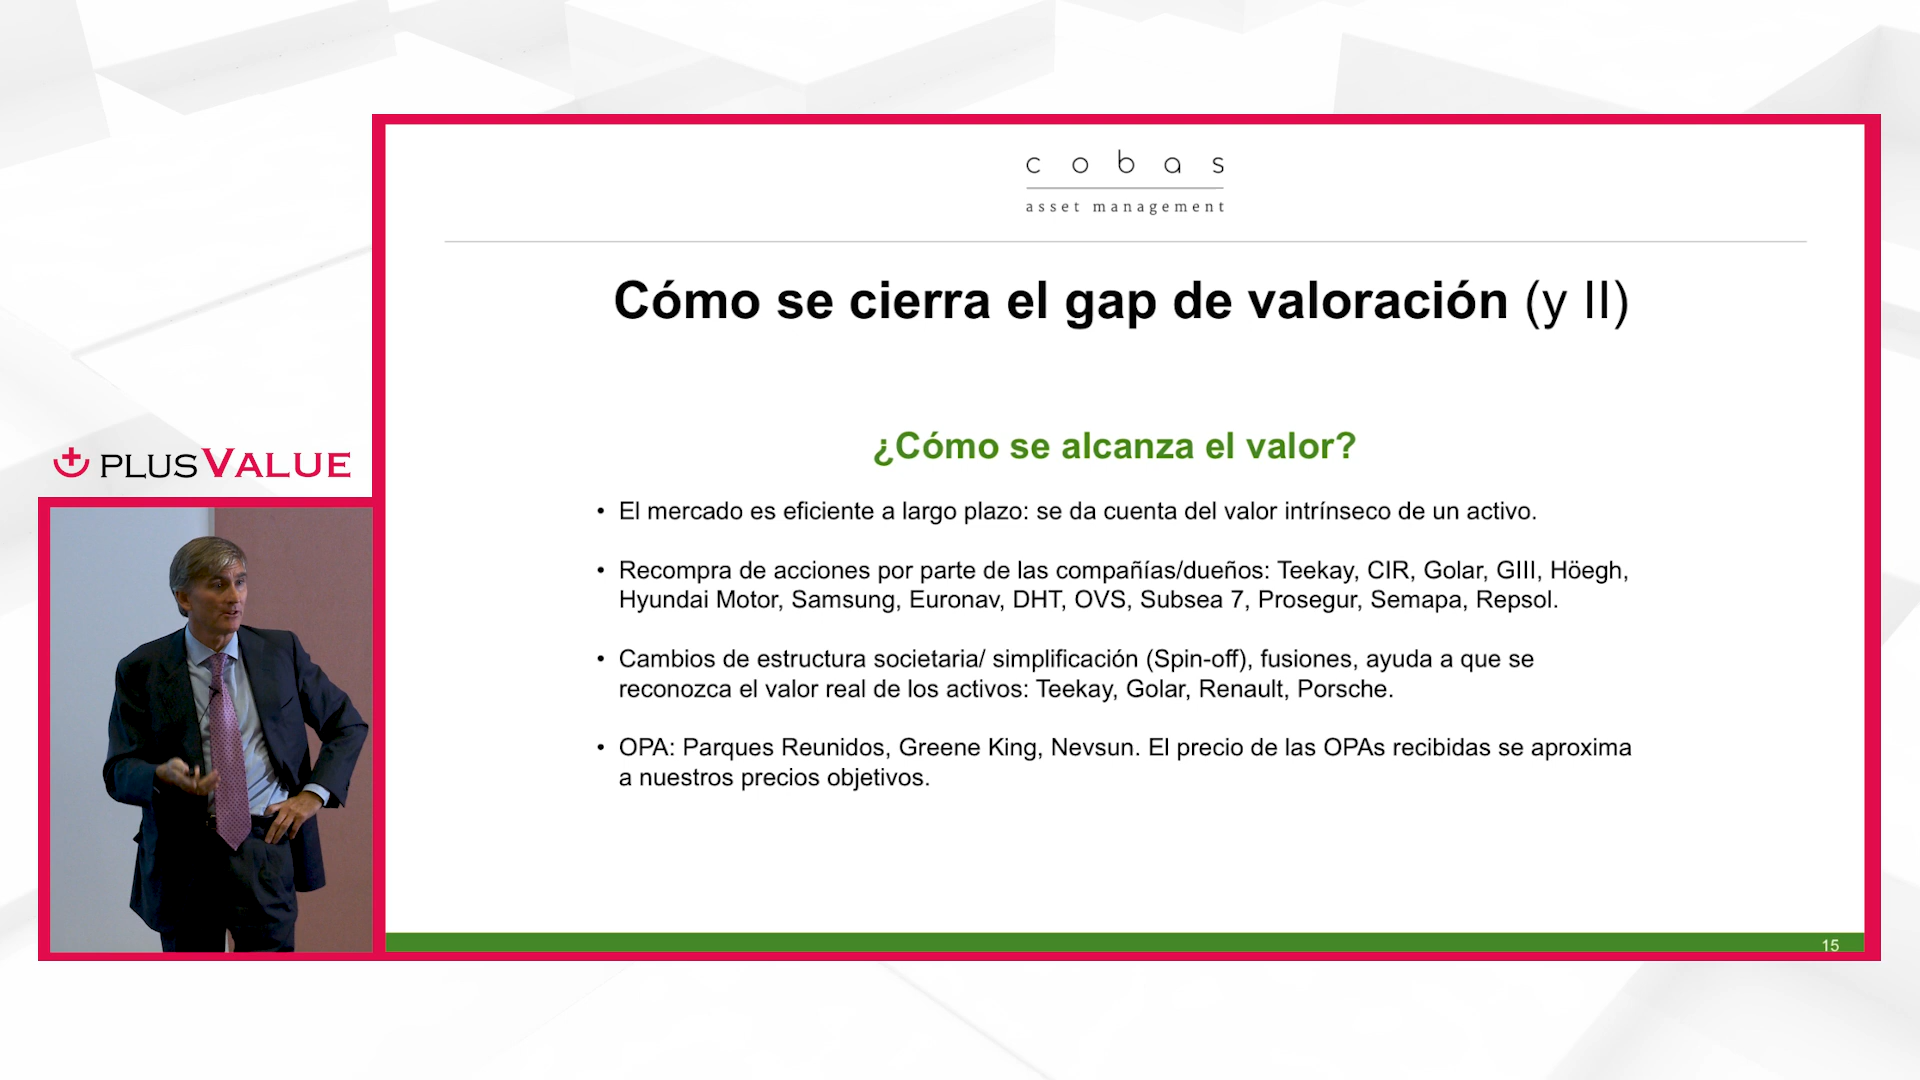 cobas
asset management
Cómo se cierra el gap de valoración (y II)
¿Cómo se alcanza el valor?
• El mercado es eficiente a largo plazo: se da cuenta del valor intrínseco de un activo.
• Recompra de acciones por parte de las compañías/dueños: Teekay, CIR, Golar, GIII, Höegh,
Hyundai Motor, Samsung, Euronav, DHT, OVS, Subsea 7, Prosegur, Semapa, Repsol.
• Cambios de estructura societaria/ simplificación (Spin-off), fusiones, ayuda a que se
reconozca el valor real de los activos: Teekay, Golar, Renault, Porsche.
• OPA: Parques Reunidos, Greene King, Nevsun. El precio de las OPAs recibidas se aproxima
a nuestros precios objetivos.
15
PLUSVALUE